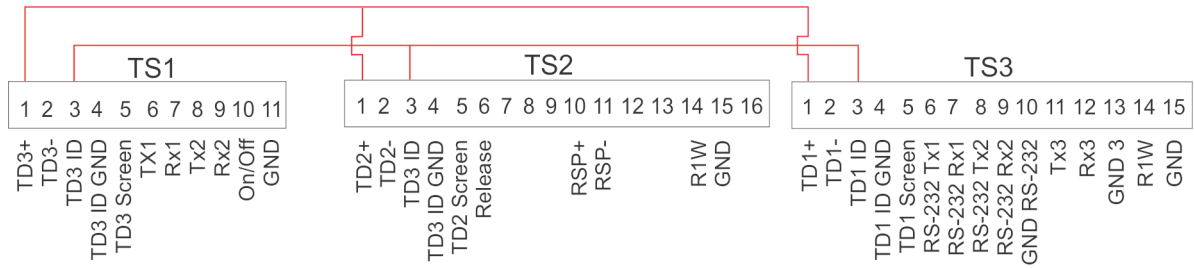 TS1
TS2
TS3
1 2 3 4 5 6 7 8 9 10 11
1 2 3 4 5 6 7 8 9 10 11 12 13 14 15 16
1 2 3 4 5 6 7 8 9 10 11 12 13 14 15
TD3+
TD3-
TD3 ID
TD3 ID GND
TD3 Screen
TX1
Rx1
Tx2
Rx2
On/Off
GND
TD2+
TD2-
TD3 ID
TD3 ID GND
TD2 Screen
Release
RSP+
RSP-
R1W
GND
TD1+
TD1-
TD1 ID
TD1 ID GND
TD1 Screen
RS-232 Tx1
RS-232 Rx1
RS-232 Tx2
RS-232 Rx2
GND RS-232
Tx3
Rx3
GND 3
R1W
GND